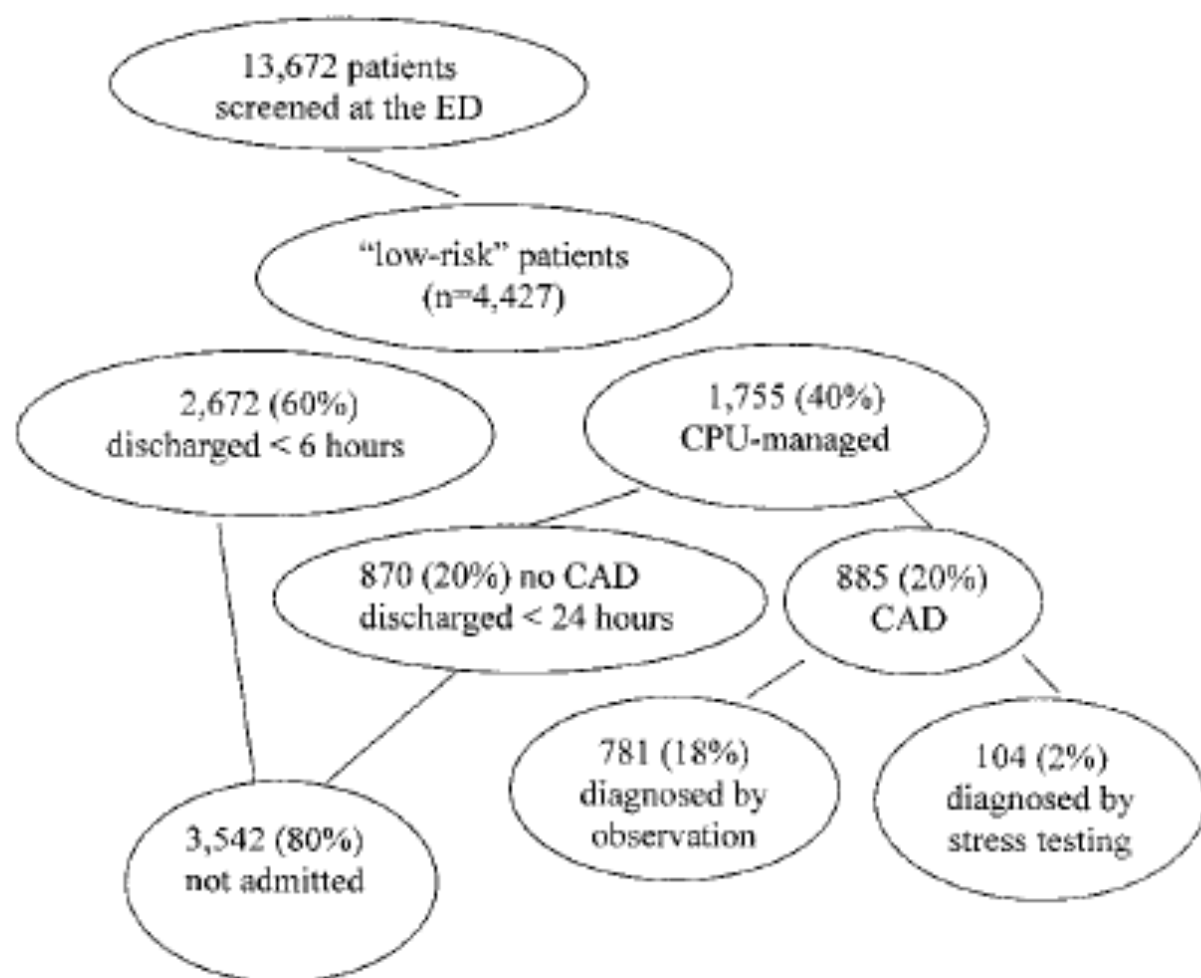 13,672 patients
screened at the ED
“low-risk” patients
(n=4,427)
2,672 (60%)
discharged < 6 hours
1,755 (40%)
CPU-managed
870 (20%) no CAD
discharged < 24 hours
885 (20%)
CAD
781 (18%)
diagnosed by
observation
104 (2%)
diagnosed by
stress testing
3,542 (80%)
not admitted